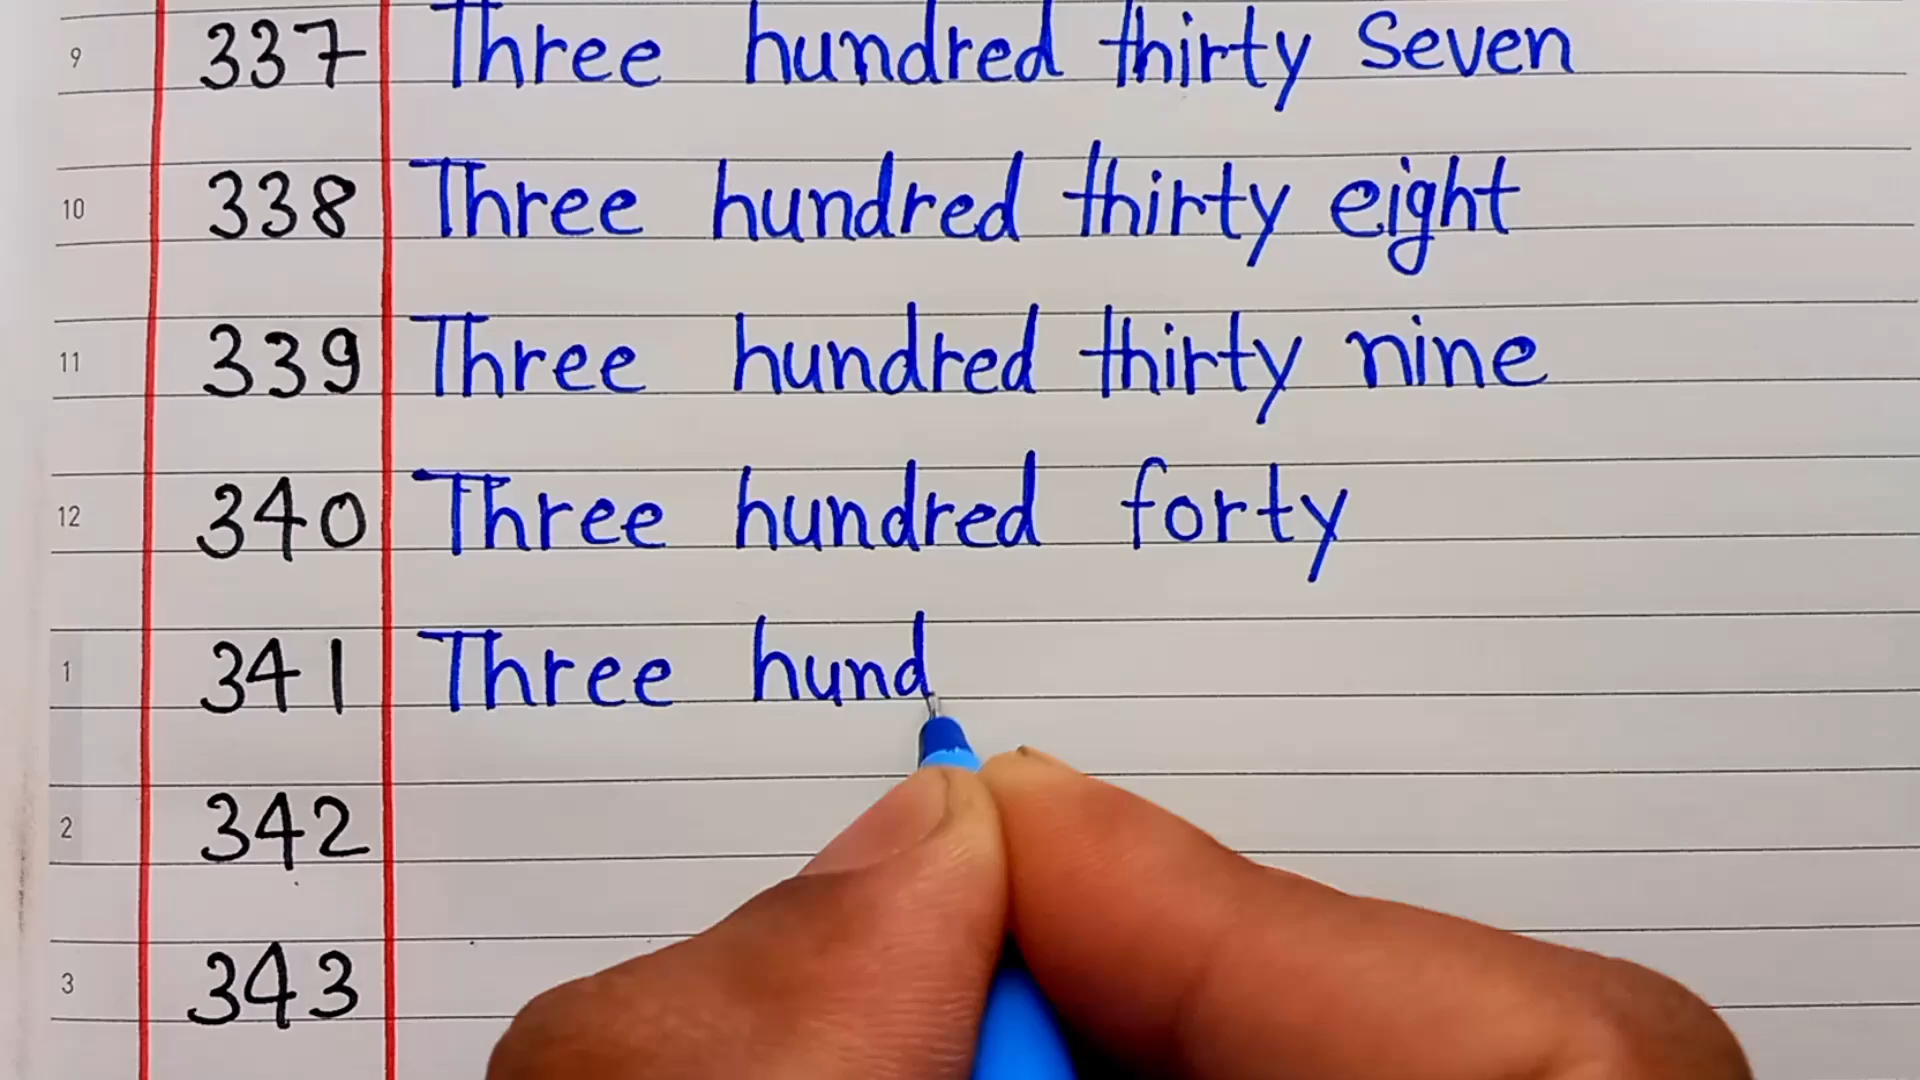 9 337 Three hundred thirty Seven
10 338 Three hundred thirty eight
11 339 Three hundred thirty nine
12 340 Three hundred forty
1 341 Three hund
2 342
3 343